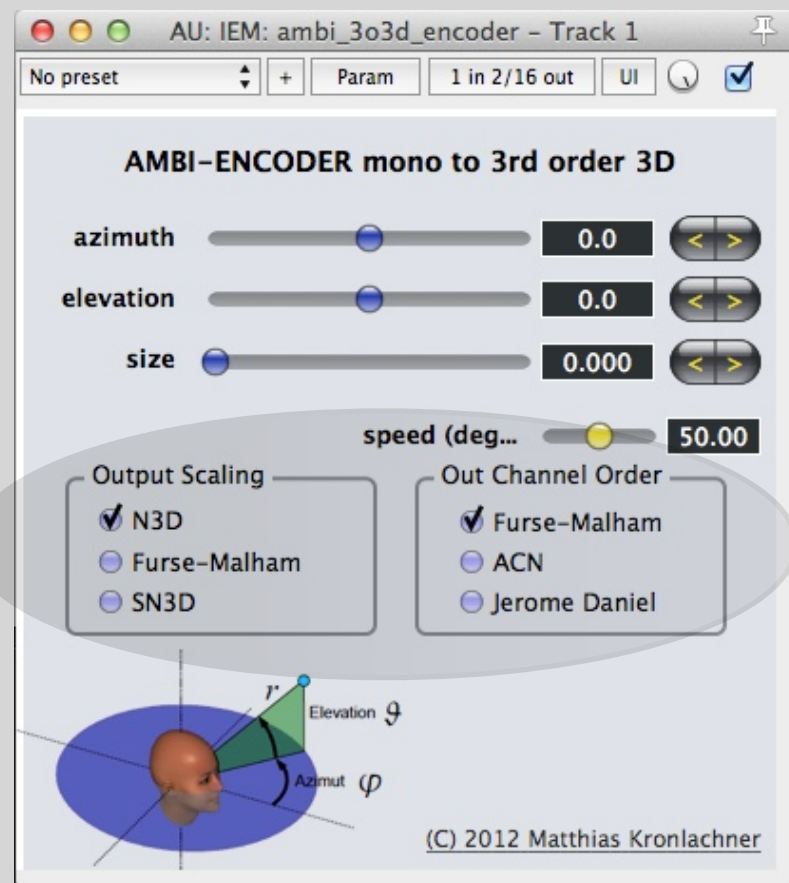 AU: IEM: ambi_3o3d_encoder – Track 1
No preset + Param 1 in 2/16 out UI
AMBI-ENCODER mono to 3rd order 3D
azimuth 0.0 < >
elevation 0.0 < >
size 0.000 < >
speed (deg... 50.00
Output Scaling
N3D
Furse-Malham
SN3D
Out Channel Order
Furse-Malham
ACN
Jerome Daniel
r
Elevation ϑ
Azimut φ
(C) 2012 Matthias Kronlachner